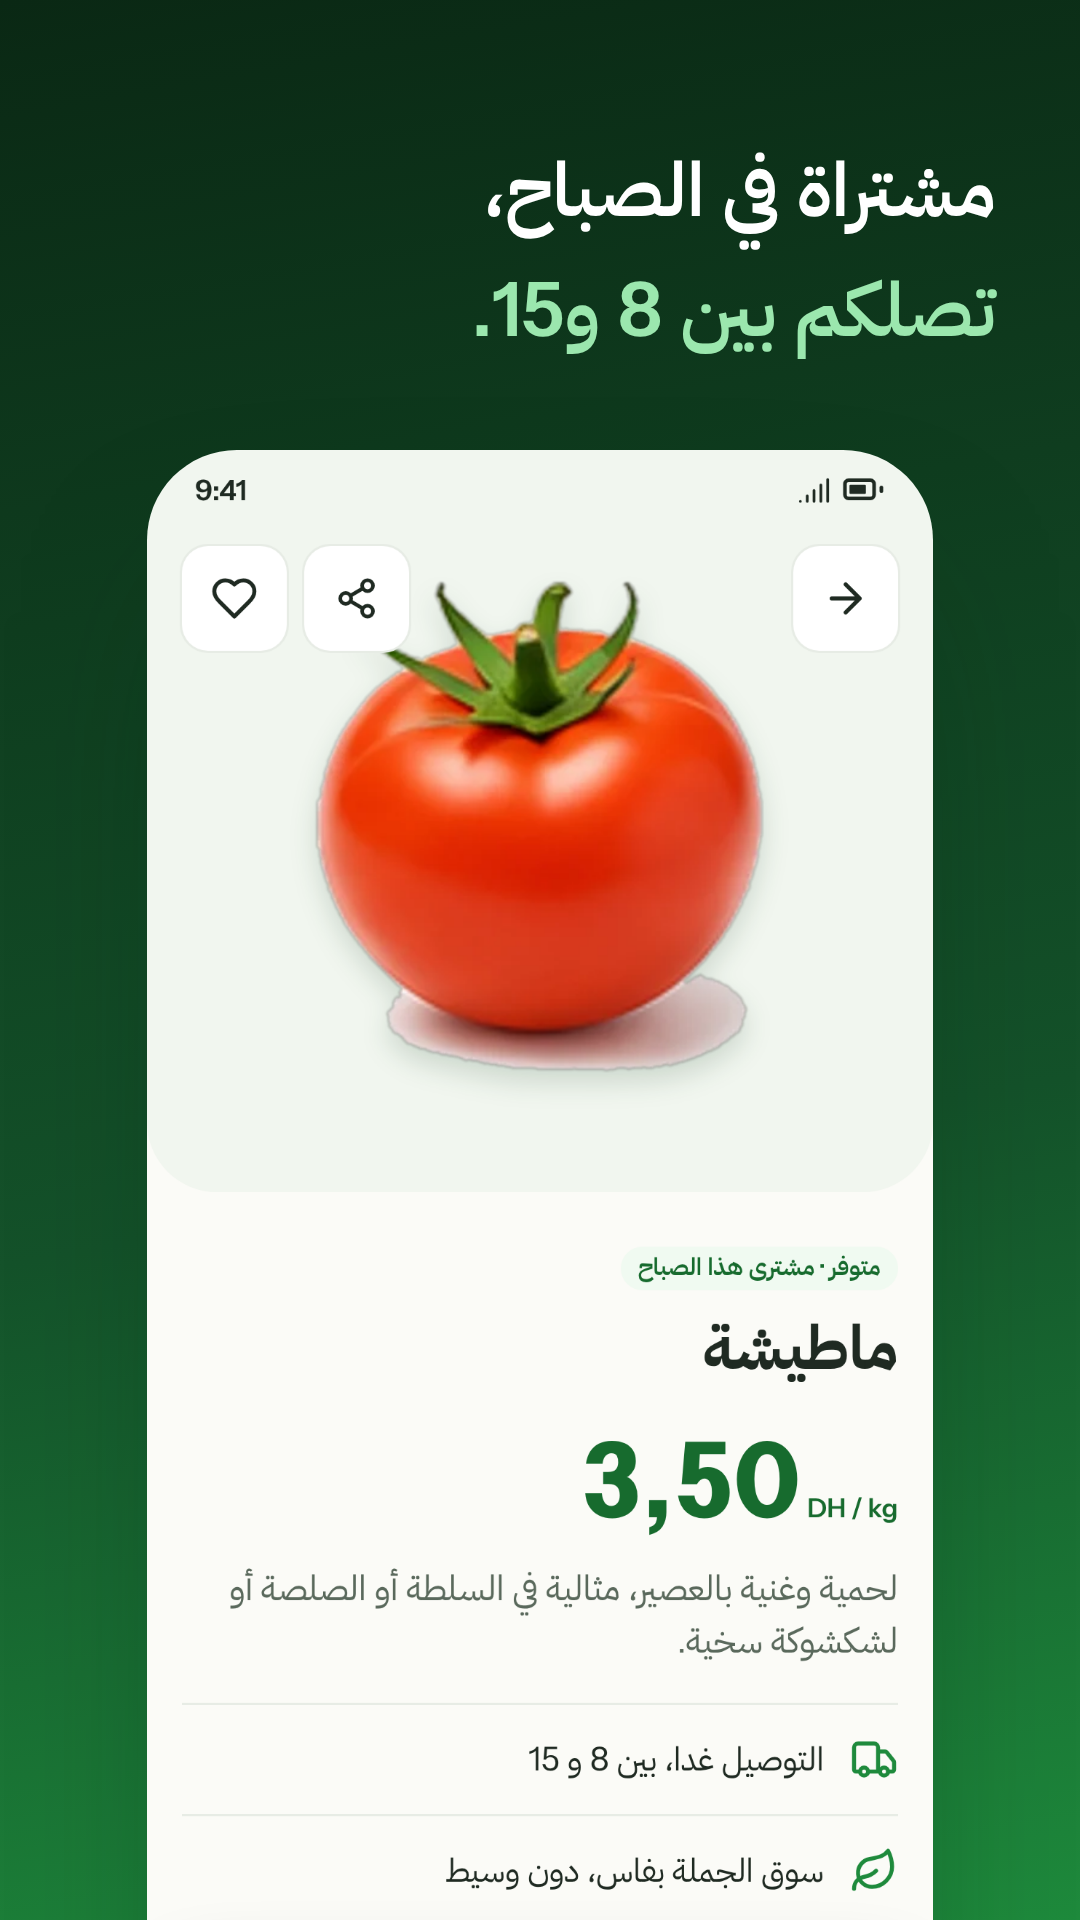 مشتراة في الصباح،
تصلكم بين 8 و15.
9:41
متوفر · مشترى هذا الصباح
ماطيشة
3,50 DH / kg
لحمية وغنية بالعصير، مثالية في السلطة أو الصلصة أو
لشكشوكة سخية.
التوصيل غدا، بين 8 و 15
سوق الجملة بفاس، دون وسيط